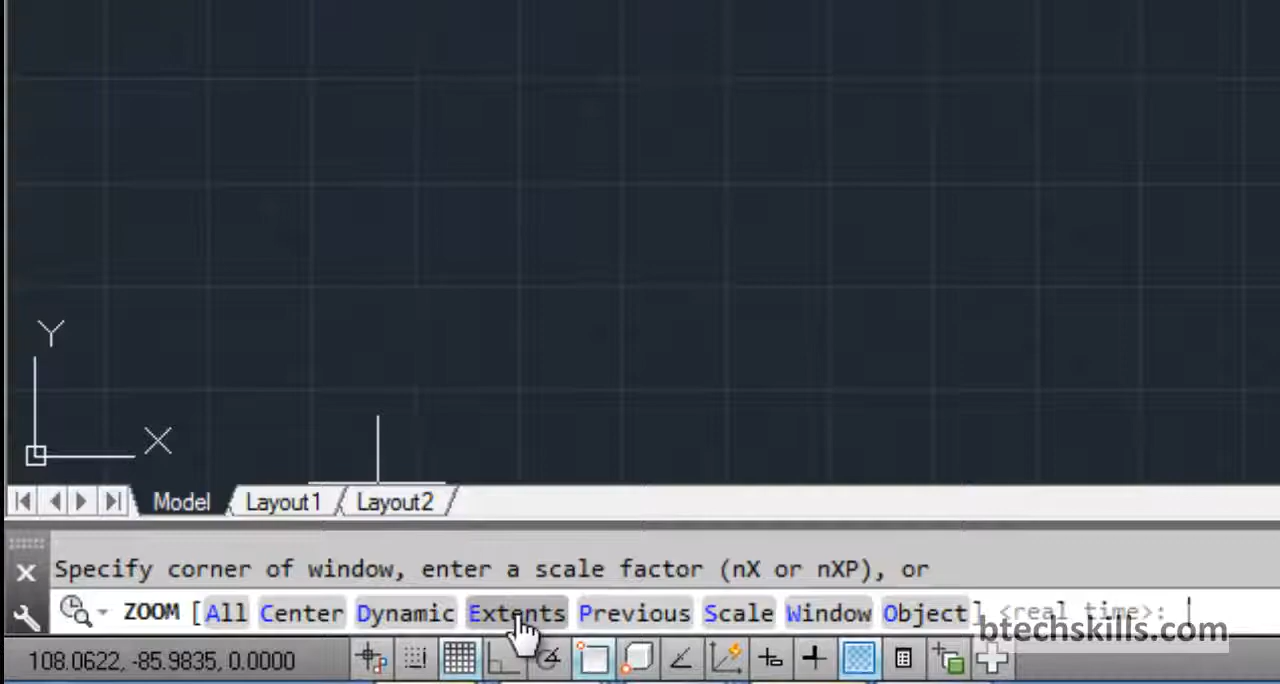 Y
X
Model Layout1 Layout2
Specify corner of window, enter a scale factor (nX or nXP), or
ZOOM [All Center Dynamic Extents Previous Scale Window Object] <real time>:
btechskills.com
108.0622, -85.9835, 0.0000